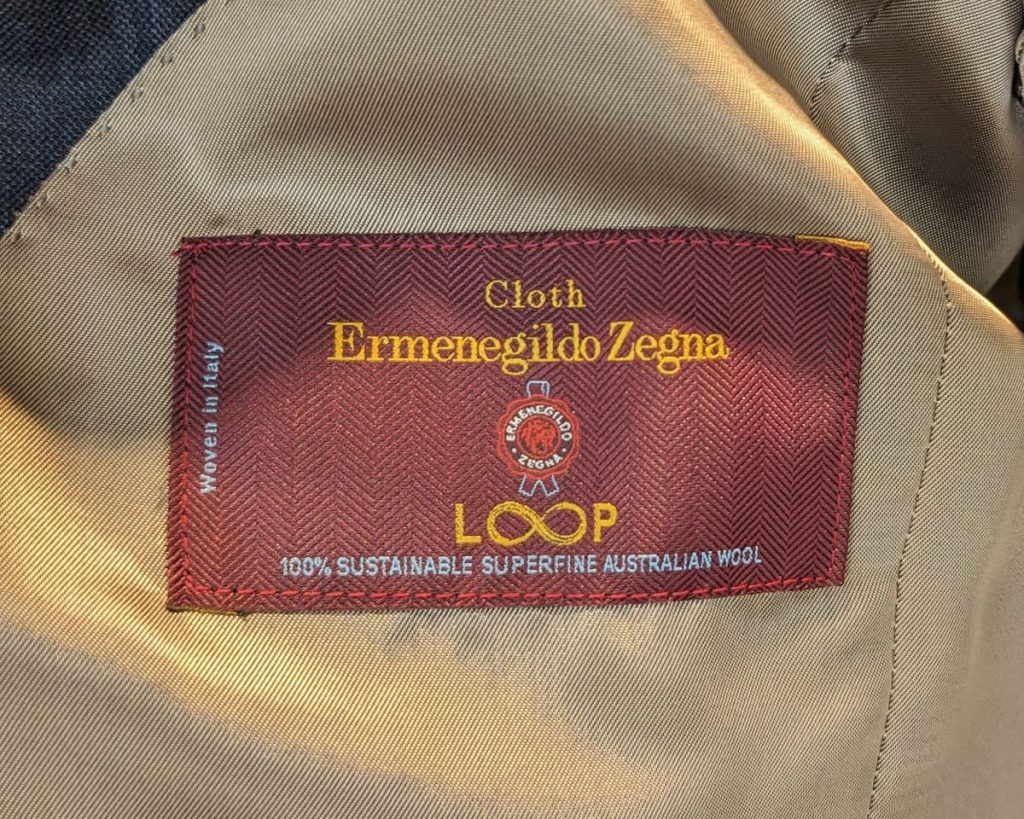 Cloth
Ermenegildo Zegna
Woven in Italy
ERMENEGILDO
ZEGNA
LOOP
100% SUSTAINABLE SUPERFINE AUSTRALIAN WOOL